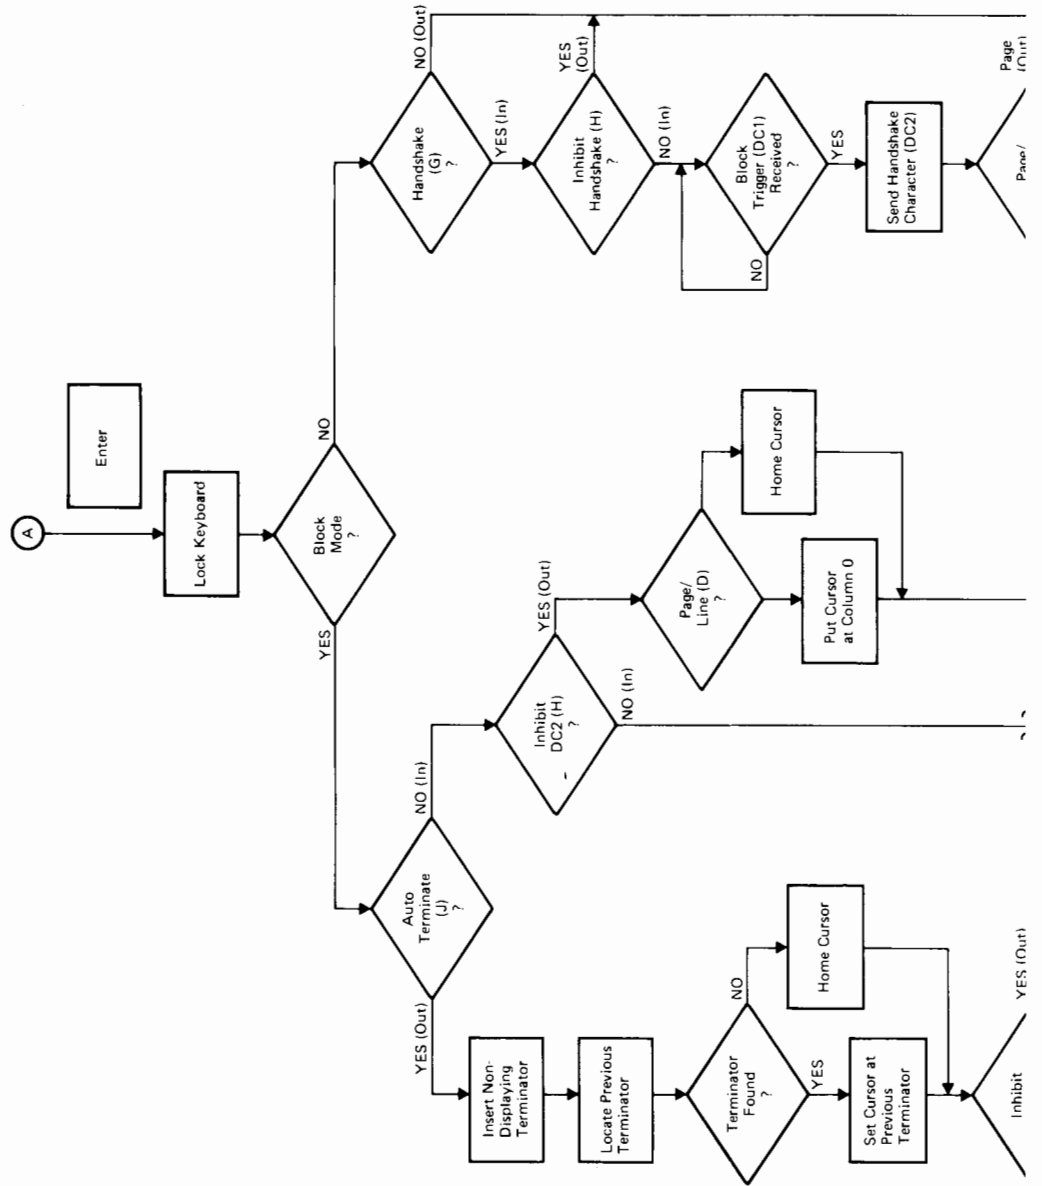 A
Enter
Lock Keyboard
Block
Mode
?
YES
NO
Auto
Terminate
(J)
?
YES (Out)
NO (In)
Insert Non-
Displaying
Terminator
Locate Previous
Terminator
Terminator
Found
?
NO
YES
Home Cursor
Set Cursor at
Previous
Terminator
Inhibit
YES (Out)
Inhibit
DC2 (H)
?
YES (Out)
NO (In)
Page/
Line (D)
?
Home Cursor
Put Cursor
at Column 0
Handshake
(G)
?
NO (Out)
YES (In)
Inhibit
Handshake (H)
?
YES
(Out)
NO (In)
Block
Trigger (DC1)
Received
?
NO
YES
Send Handshake
Character (DC2)
Page/
Page
(Out)